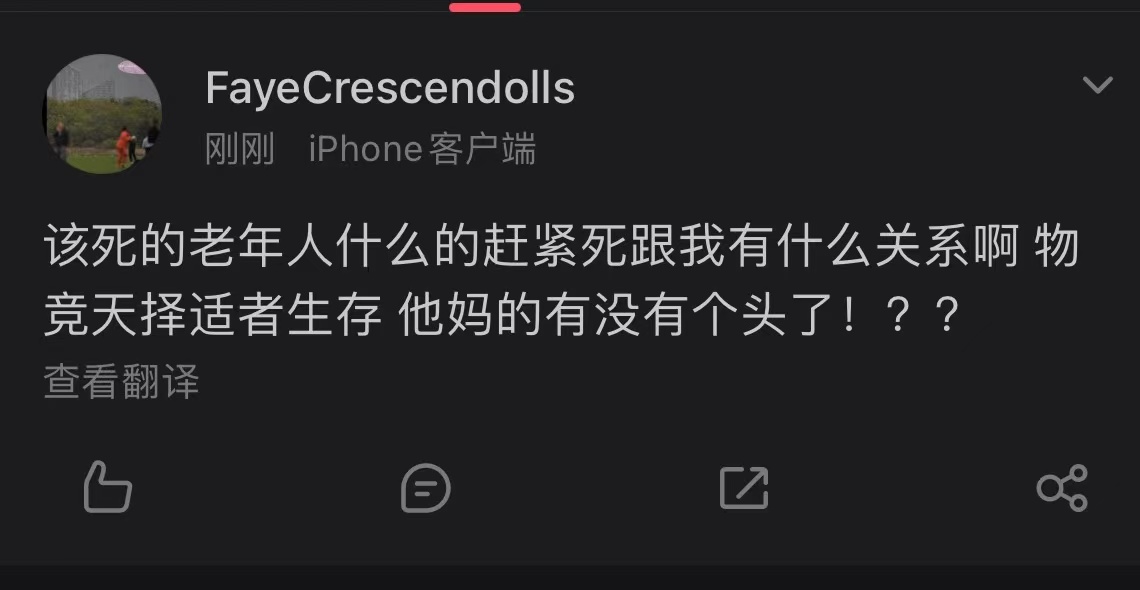 FayeCrescendolls
刚刚 iPhone客户端
该死的老年人什么的赶紧死跟我有什么关系啊 物
竞天择适者生存 他妈的有没有个头了！？？
查看翻译